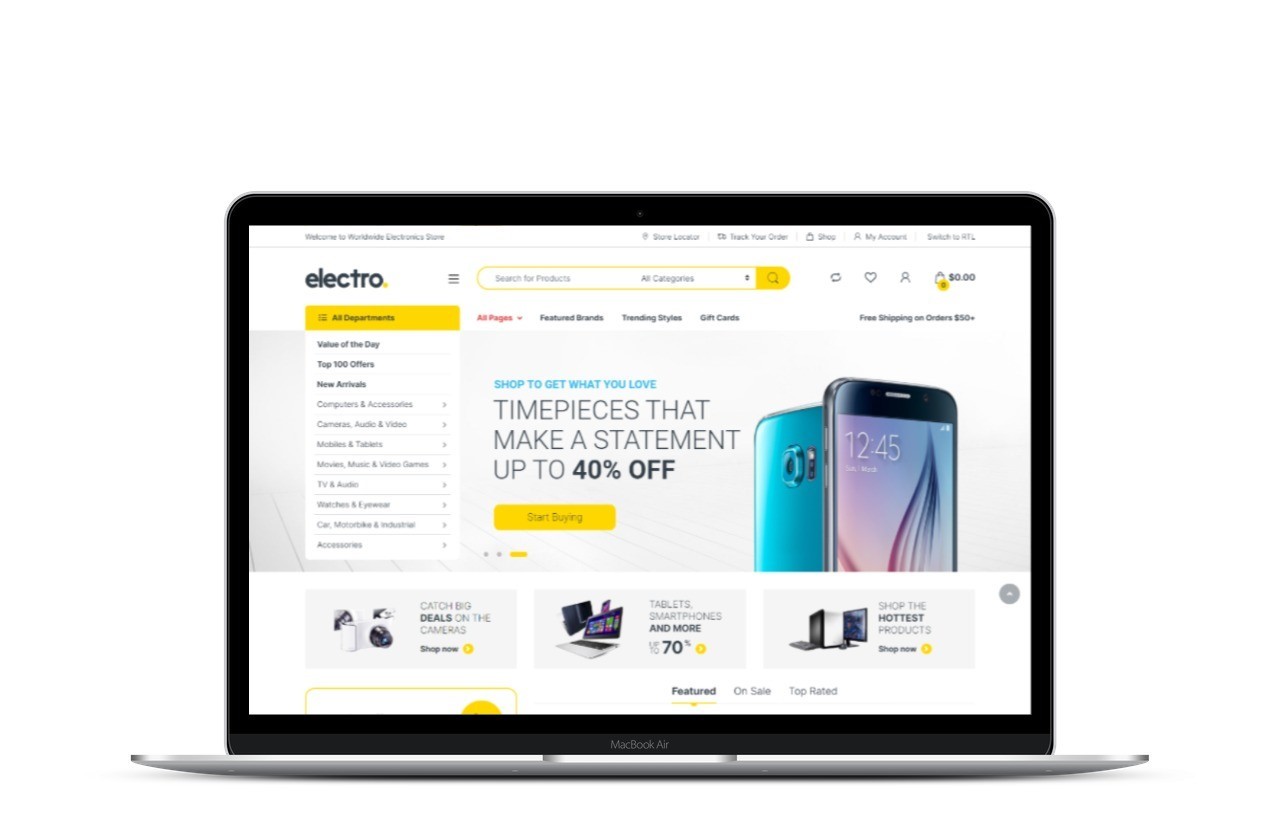 Welcome to Worldwide Electronics Store
Store Locator
Track Your Order
Shop
My Account
Switch to RTL
electro.
Search for Products
All Categories
0
$0.00
All Departments
All Pages
Featured Brands
Trending Styles
Gift Cards
Free Shipping on Orders $50+
Value of the Day
Top 100 Offers
New Arrivals
Computers & Accessories
Cameras, Audio & Video
Mobiles & Tablets
Movies, Music & Video Games
TV & Audio
Watches & Eyewear
Car, Motorbike & Industrial
Accessories
SHOP TO GET WHAT YOU LOVE
TIMEPIECES THAT
MAKE A STATEMENT
UP TO 40% OFF
Start Buying
12:45
Sun, 1 March
CATCH BIG
DEALS ON THE
CAMERAS
Shop now
TABLETS,
SMARTPHONES
AND MORE
UP
TO 70%
SHOP THE
HOTTEST
PRODUCTS
Shop now
Featured
On Sale
Top Rated
MacBook Air